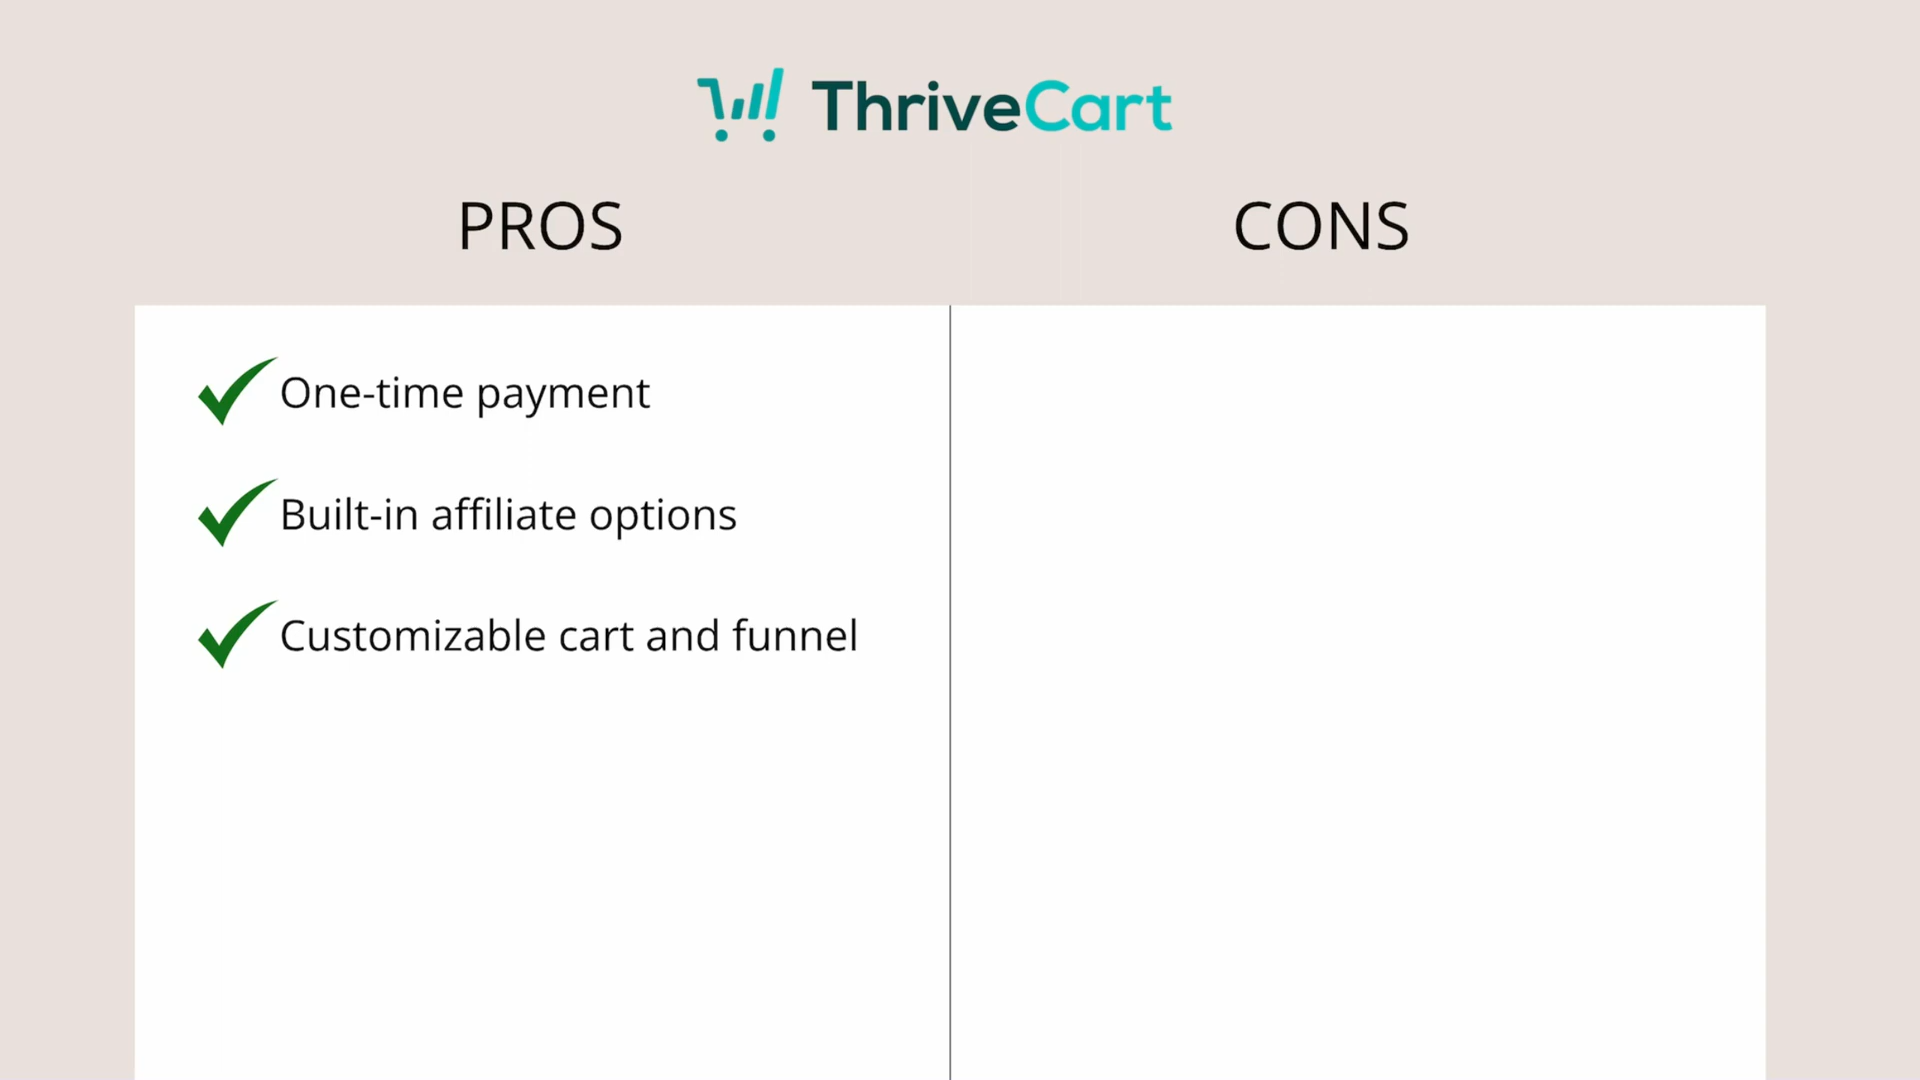 ThriveCart
PROS
CONS
One-time payment
Built-in affiliate options
Customizable cart and funnel